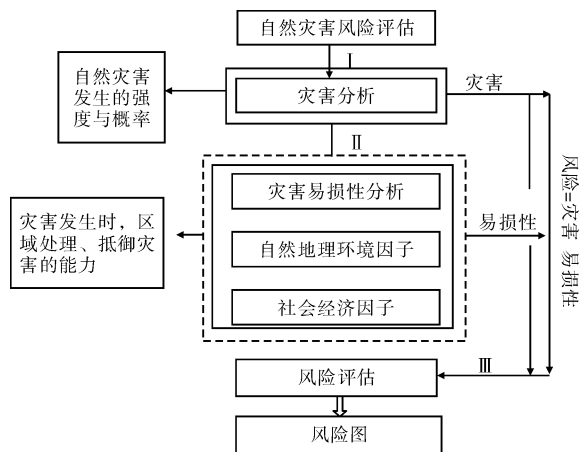 自然灾害风险评估
Ⅰ
自然灾害
发生的强
度与概率
灾害分析
灾害
Ⅱ
灾害易损性分析
灾害发生时，区
域处理、抵御灾
害的能力
自然地理环境因子
易损性
社会经济因子
风险=灾害 易损性
风险评估
Ⅲ
风险图